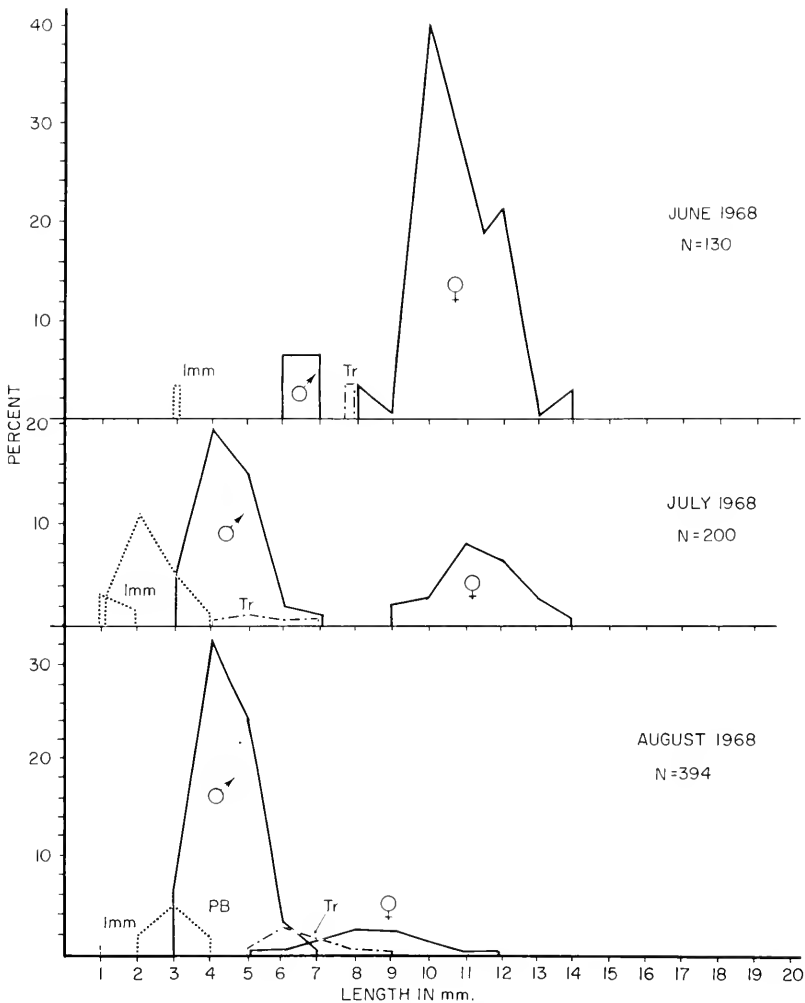 40
30
20
10
PERCENT
JUNE 1968
N=130
Imm
♂
Tr
♀
20
10
JULY 1968
N=200
Imm
♂
Tr
♀
30
20
10
AUGUST 1968
N=394
Imm
♂
PB
Tr
♀
1 2 3 4 5 6 7 8 9 10 11 12 13 14 15 16 17 18 19 20
LENGTH IN mm.